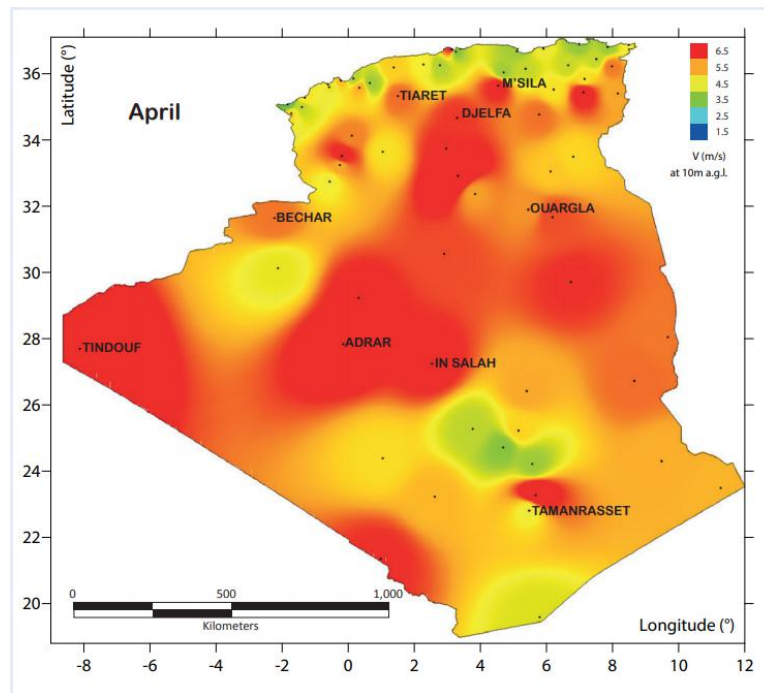 April
Latitude (°)
36
34
32
30
28
26
24
22
20
TIARET
M'SILA
DJELFA
BECHAR
OUARGLA
TINDOUF
ADRAR
IN SALAH
TAMANRASSET
6.5
5.5
4.5
3.5
2.5
1.5
V (m/s)
at 10m a.g.l.
0 500 1,000
Kilometers
Longitude (°)
-8 -6 -4 -2 0 2 4 6 8 10 12